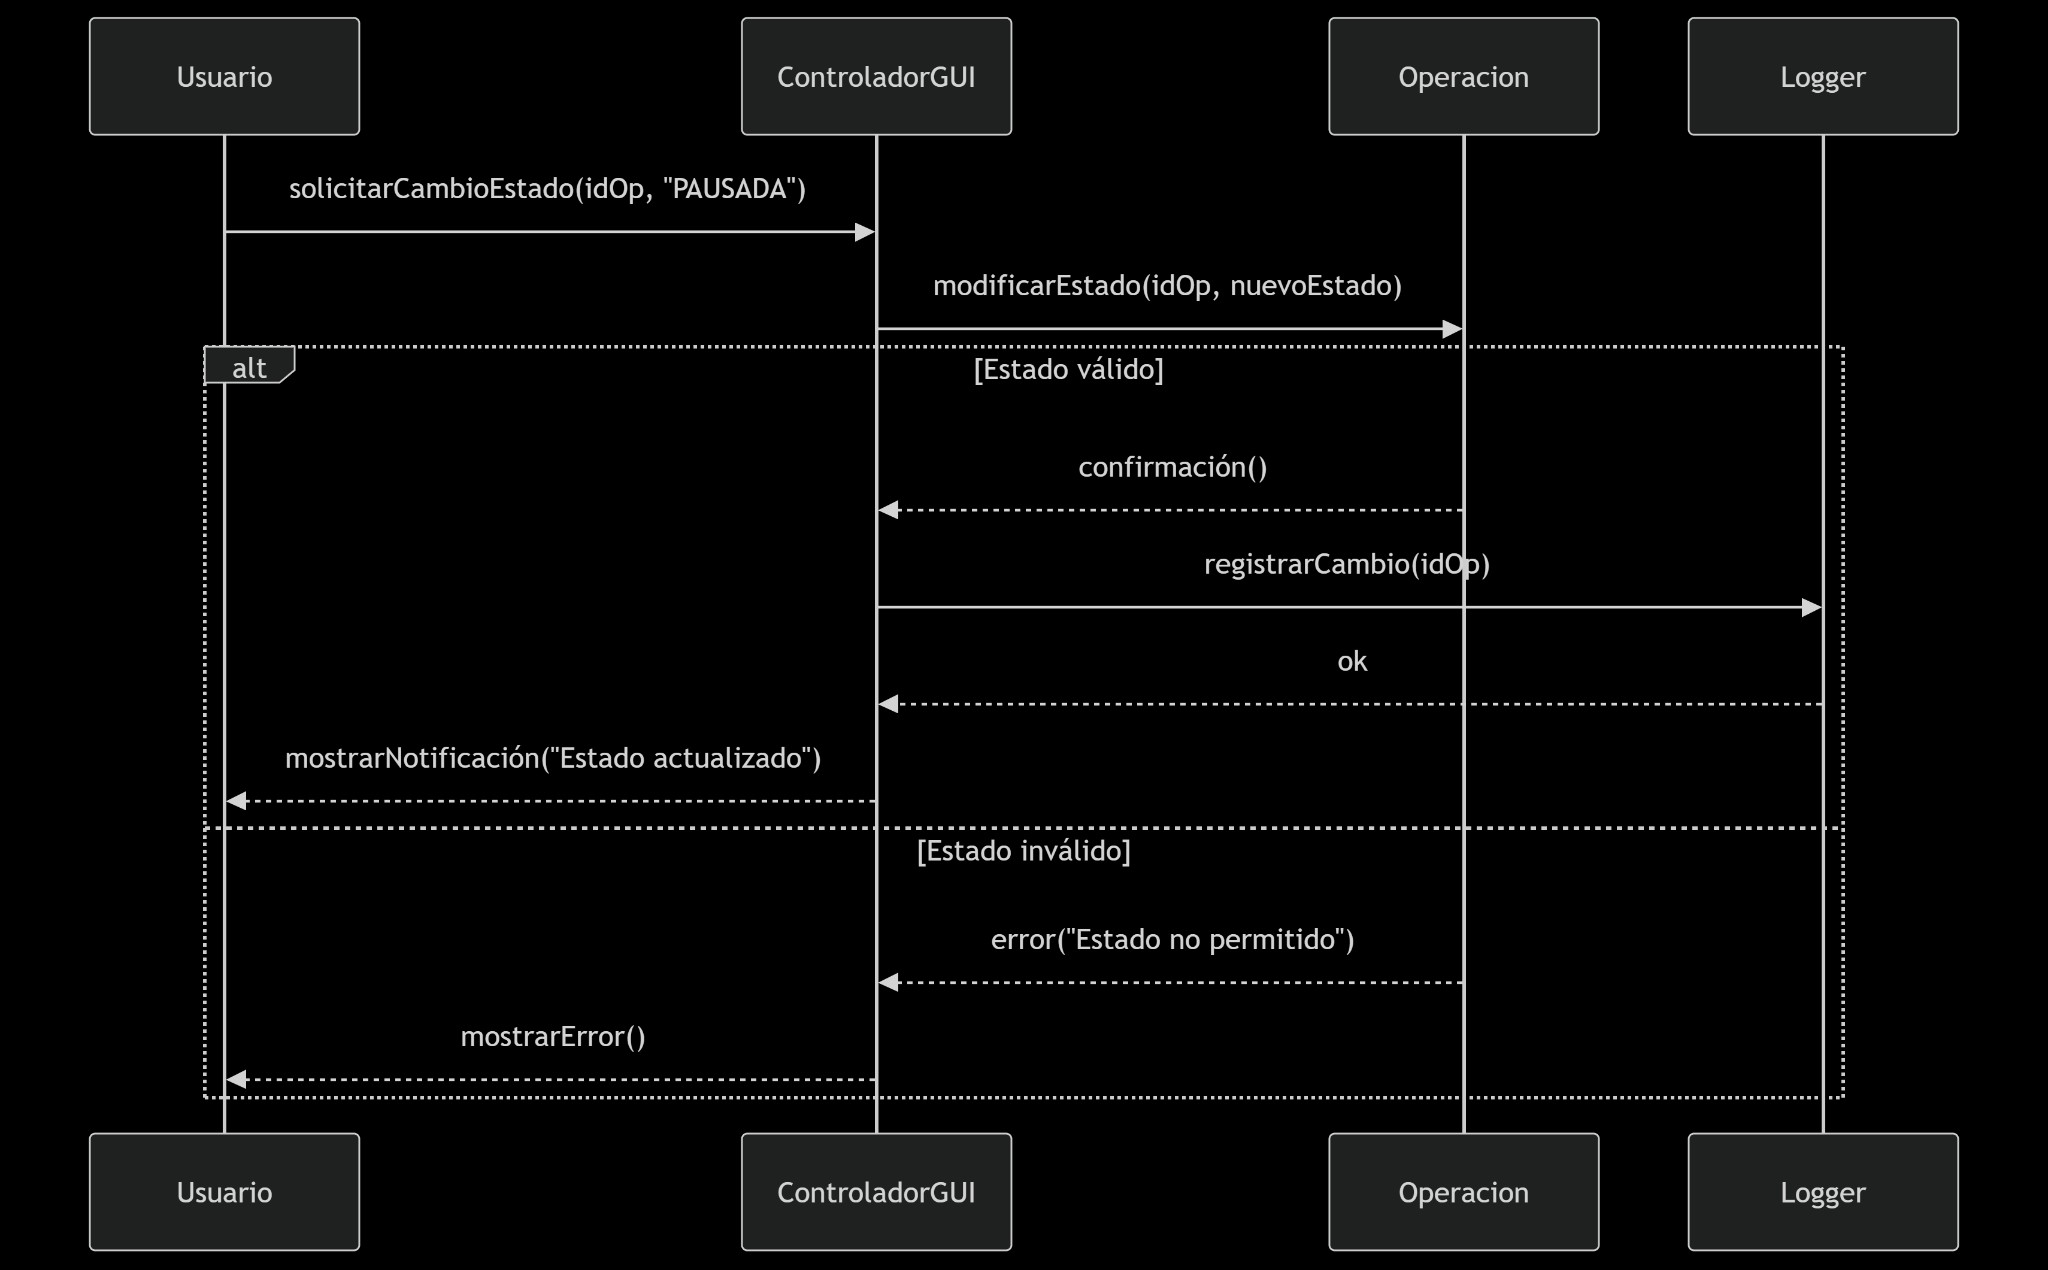 Usuario
ControladorGUI
Operacion
Logger
solicitarCambioEstado(idOp, "PAUSADA")
modificarEstado(idOp, nuevoEstado)
alt
[Estado válido]
confirmación()
registrarCambio(idOp)
ok
mostrarNotificación("Estado actualizado")
[Estado inválido]
error("Estado no permitido")
mostrarError()
Usuario
ControladorGUI
Operacion
Logger